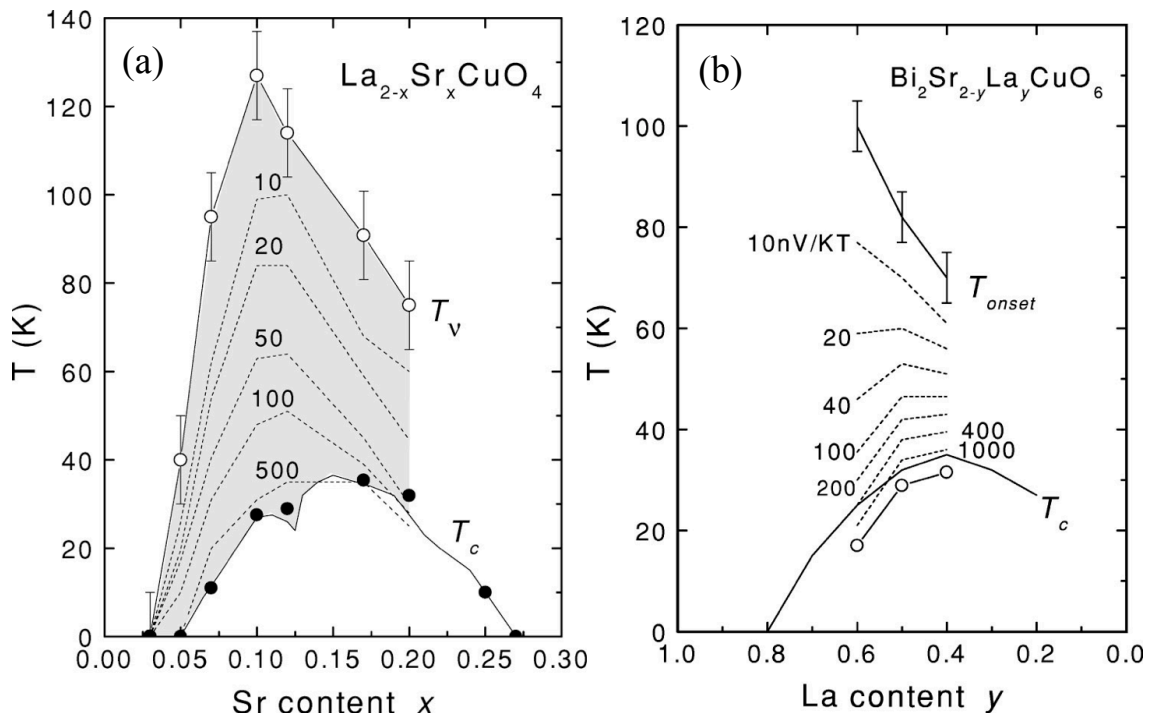 (a)
La2-xSrxCuO4
140
120
100
80
60
40
20
0
T (K)
10
20
50
100
500
Tν
Tc
0.00 0.05 0.10 0.15 0.20 0.25 0.30
Sr content x
(b)
Bi2Sr2-yLayCuO6
120
100
80
60
40
20
0
T (K)
10nV/KT
20
40
100
200
400
1000
Tonset
Tc
1.0 0.8 0.6 0.4 0.2 0.0
La content y